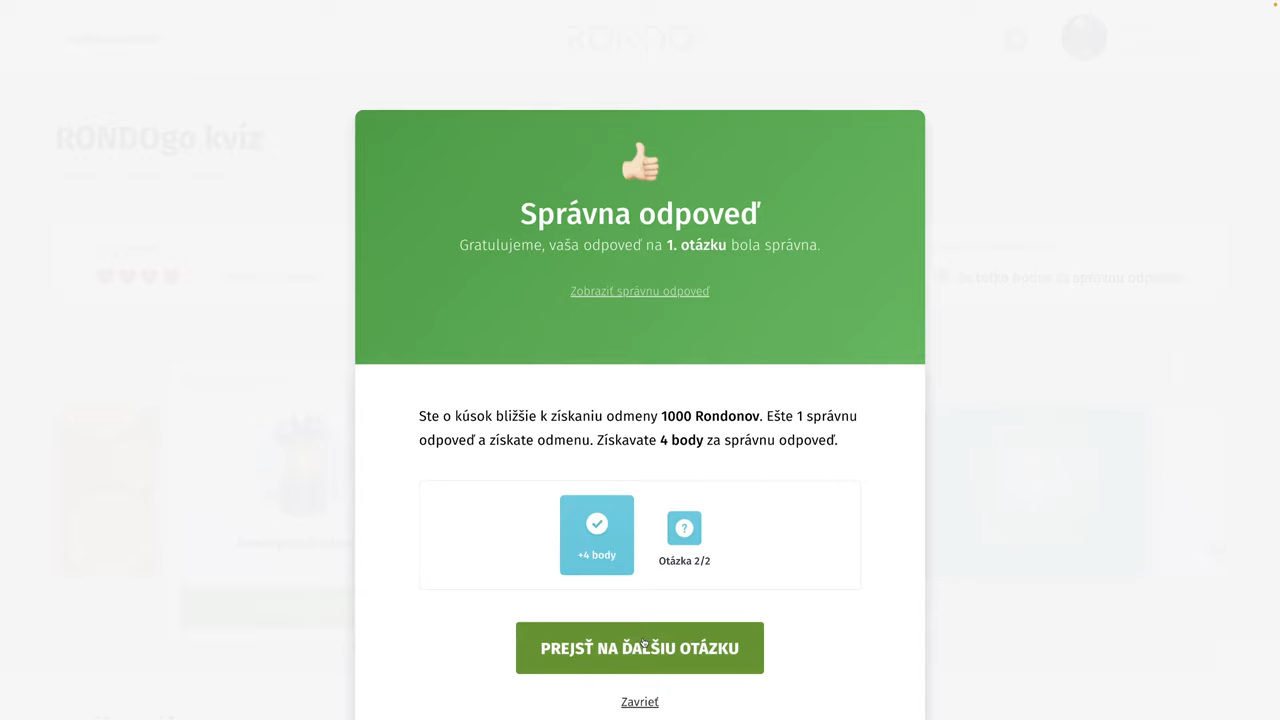 RONDOgo kvíz
Správna odpoveď
Gratulujeme, vaša odpoveď na 1. otázku bola správna.
Zobraziť správnu odpoveď
Ste o kúsok bližšie k získaniu odmeny 1000 Rondonov. Ešte 1 správnu
odpoveď a získate odmenu. Získavate 4 body za správnu odpoveď.
+4 body
?
Otázka 2/2
PREJSŤ NA ĎALŠIU OTÁZKU
Zavrieť